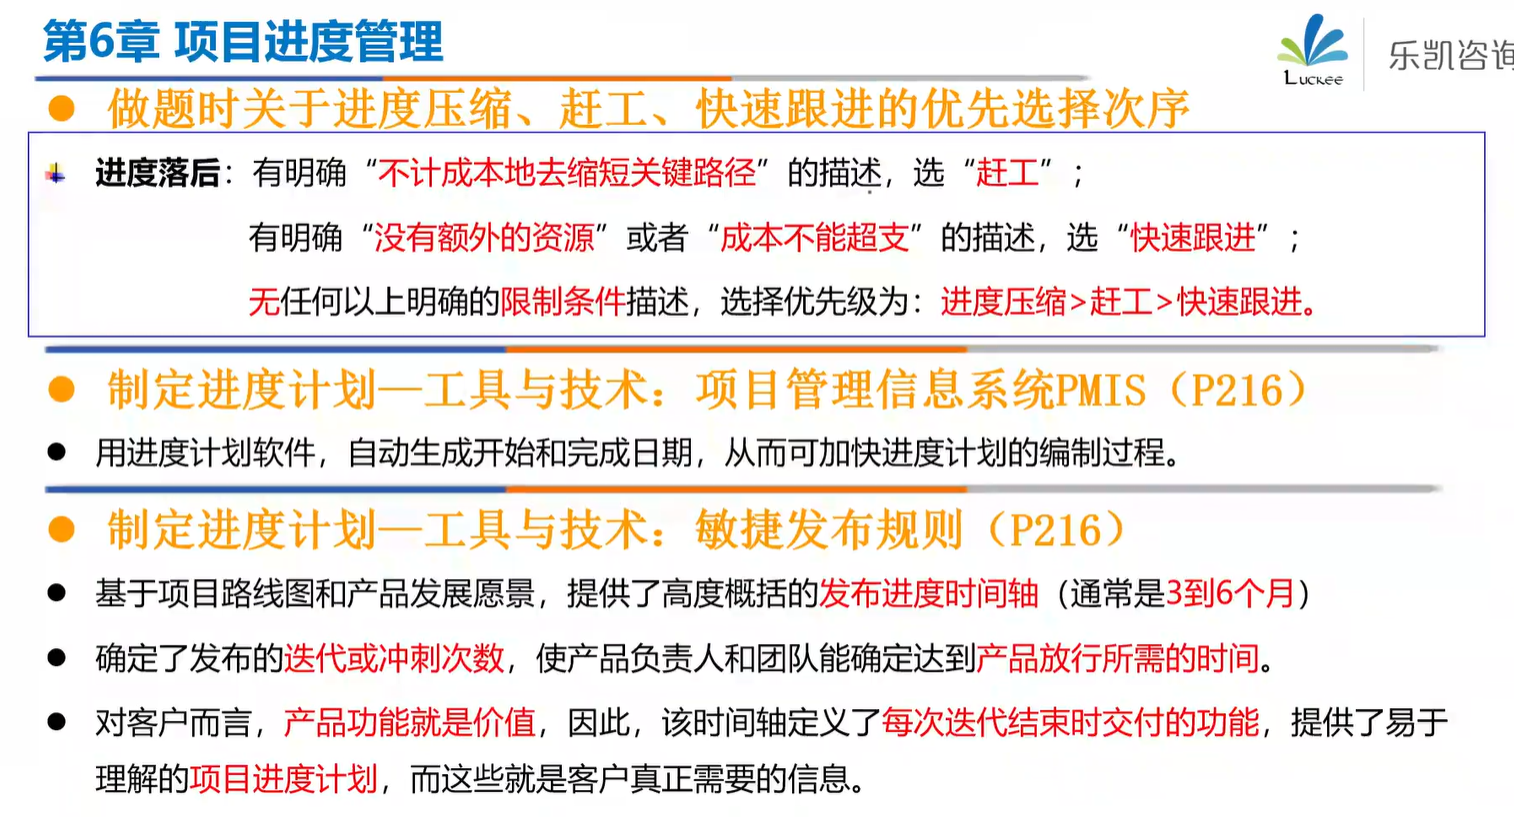 第6章 项目进度管理
Luckee
乐凯咨询
做题时关于进度压缩、赶工、快速跟进的优先选择次序
进度落后：有明确“不计成本地去缩短关键路径”的描述，选“赶工”；
有明确“没有额外的资源”或者“成本不能超支”的描述，选“快速跟进”；
无任何以上明确的限制条件描述，选择优先级为：进度压缩>赶工>快速跟进。
制定进度计划—工具与技术：项目管理信息系统PMIS（P216）
用进度计划软件，自动生成开始和完成日期，从而可加快进度计划的编制过程。
制定进度计划—工具与技术：敏捷发布规则（P216）
基于项目路线图和产品发展愿景，提供了高度概括的发布进度时间轴（通常是3到6个月）
确定了发布的迭代或冲刺次数，使产品负责人和团队能确定达到产品放行所需的时间。
对客户而言，产品功能就是价值，因此，该时间轴定义了每次迭代结束时交付的功能，提供了易于
理解的项目进度计划，而这些就是客户真正需要的信息。